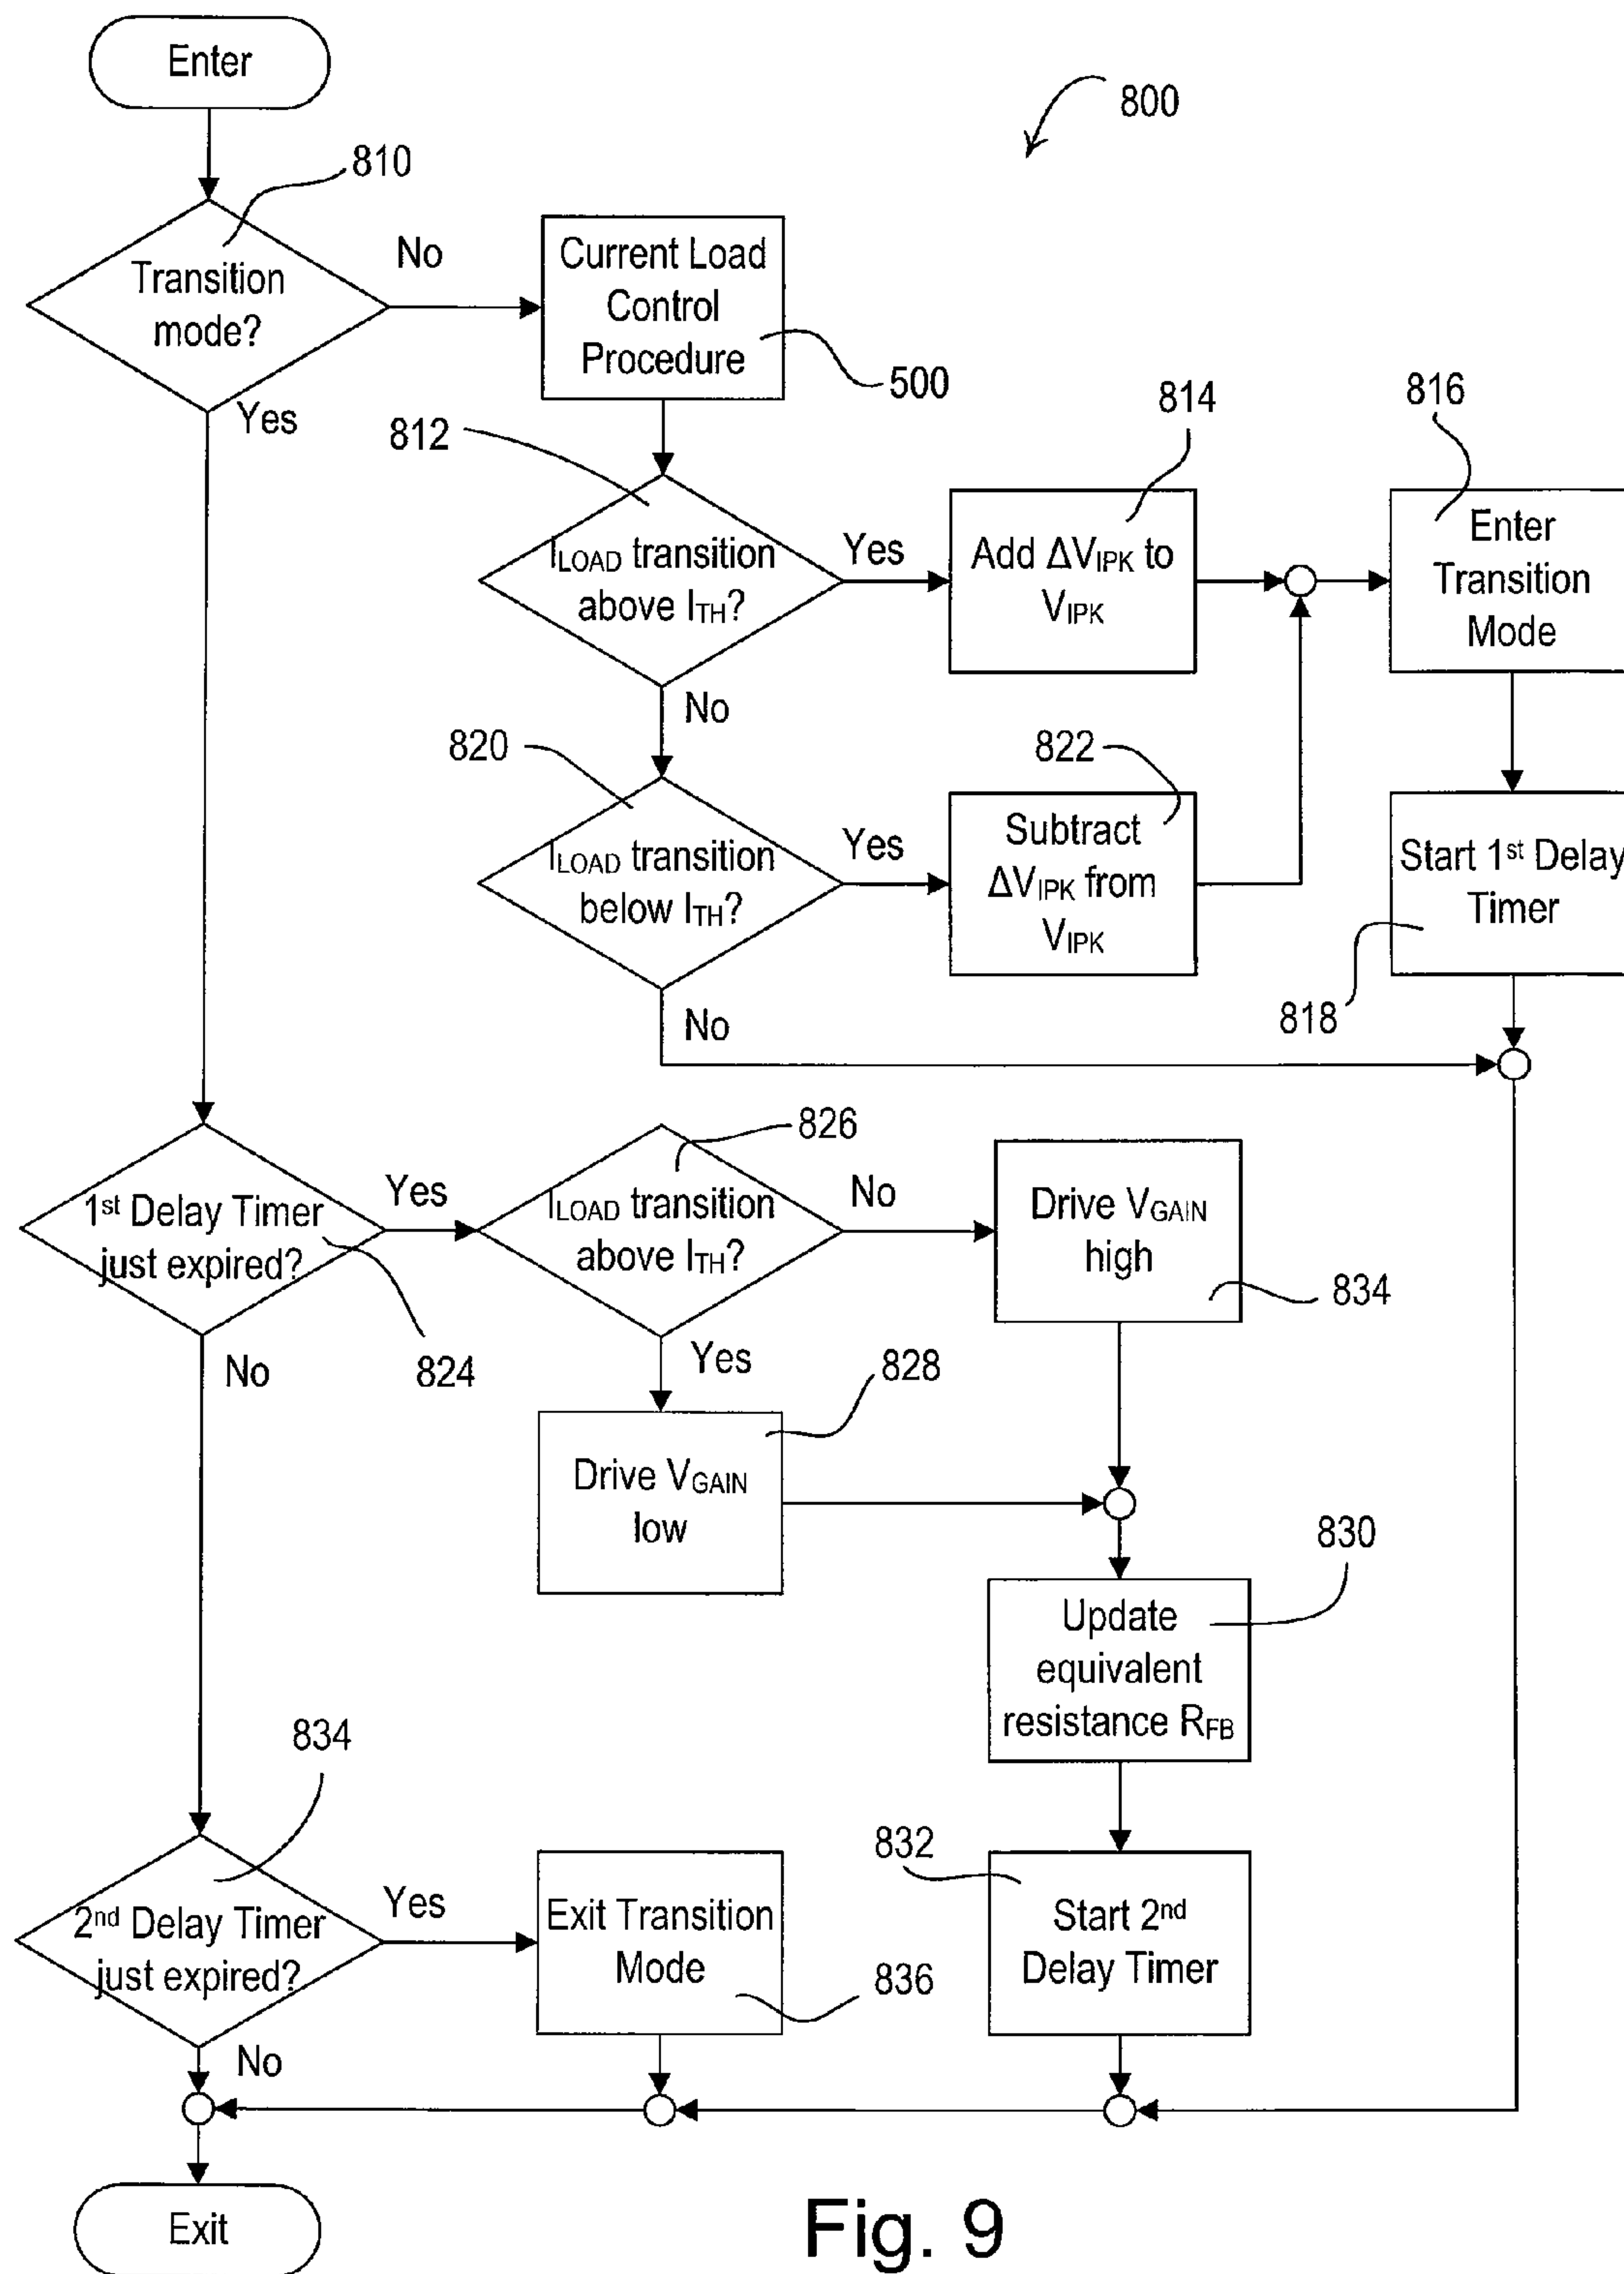 Enter
800
810
Transition
mode?
No
Yes
Current Load
Control
Procedure
500
812
ILOAD transition
above ITH?
Yes
No
814
Add ΔVIPK to
VIPK
816
Enter
Transition
Mode
820
ILOAD transition
below ITH?
Yes
No
822
Subtract
ΔVIPK from
VIPK
Start 1st Delay
Timer
818
1st Delay Timer
just expired?
Yes
No
824
826
ILOAD transition
above ITH?
No
Yes
Drive VGAIN
high
834
828
Drive VGAIN
low
830
Update
equivalent
resistance RFB
834
2nd Delay Timer
just expired?
Yes
No
Exit Transition
Mode
836
832
Start 2nd
Delay Timer
Exit
Fig. 9